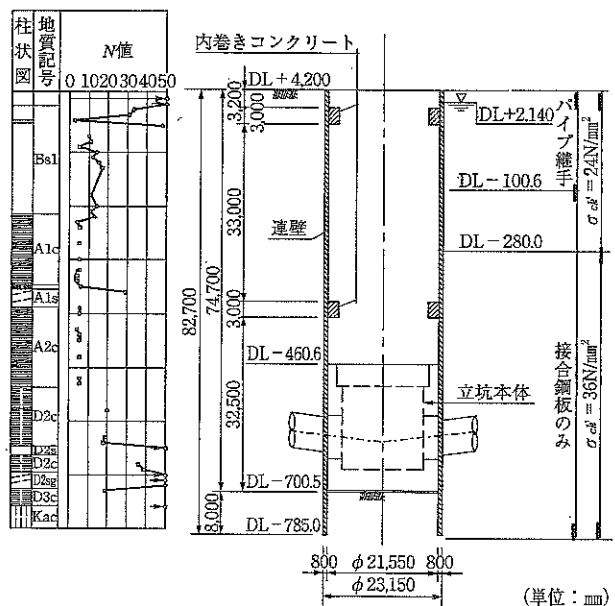 柱状図
地質記号
N値
0 10 20 30 40 50
Bs1
A1c
A1s
A2c
D2c
D2s
D2c
D2sg
D3c
Kac
内巻きコンクリート
DL+4,200
3,200
3,000
33,000
3,000
32,500
8,000
74,700
82,700
連壁
DL+2.140
パイプ継手
DL−100.6
DL−280.0
σck=24N/mm²
接合鋼板のみ
σck=36N/mm²
DL−460.6
立坑本体
DL−700.5
DL−785.0
800
φ21,550
800
φ23,150
(単位：mm)